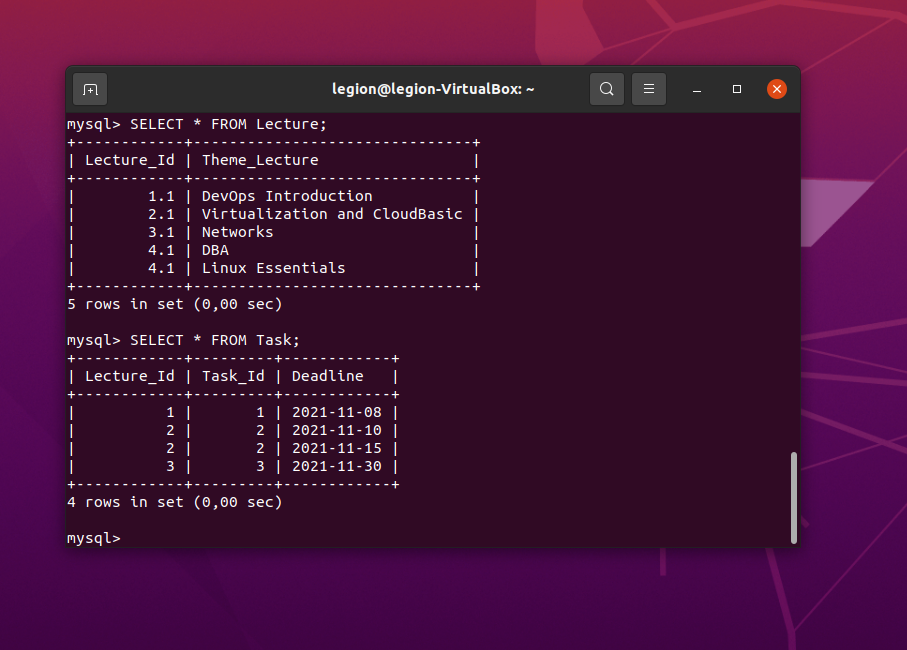 legion@legion-VirtualBox: ~
mysql> SELECT * FROM Lecture;
+------------+-------------------------------+
| Lecture_Id | Theme_Lecture                 |
+------------+-------------------------------+
|        1.1 | DevOps Introduction           |
|        2.1 | Virtualization and CloudBasic |
|        3.1 | Networks                      |
|        4.1 | DBA                           |
|        4.1 | Linux Essentials              |
+------------+-------------------------------+
5 rows in set (0,00 sec)
mysql> SELECT * FROM Task;
+------------+---------+------------+
| Lecture_Id | Task_Id | Deadline   |
+------------+---------+------------+
|          1 |       1 | 2021-11-08 |
|          2 |       2 | 2021-11-10 |
|          2 |       2 | 2021-11-15 |
|          3 |       3 | 2021-11-30 |
+------------+---------+------------+
4 rows in set (0,00 sec)
mysql>